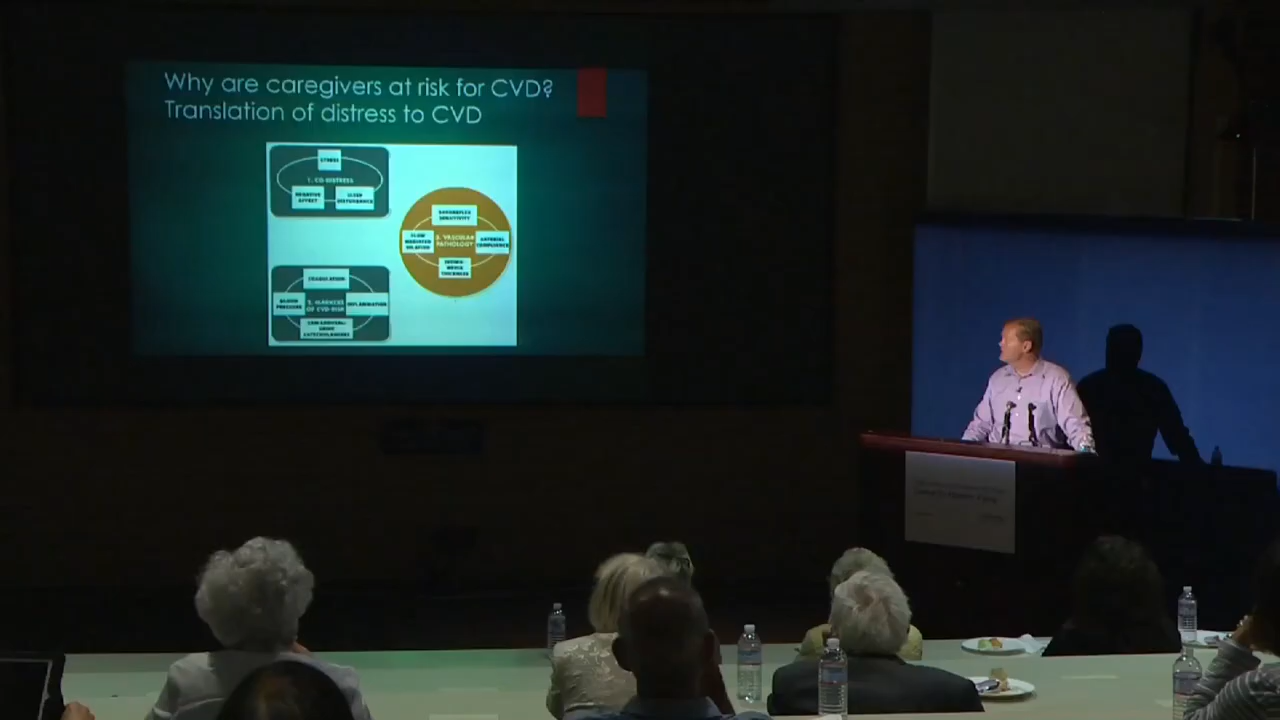 Why are caregivers at risk for CVD?
Translation of distress to CVD
STRESS
1. CO-DISTRESS
NEGATIVE
AFFECT
SLEEP
DISTURBANCE
BAROREFLEX
SENSITIVITY
FLOW
MEDIATED
DILATION
3. VASCULAR
PATHOLOGY
ARTERIAL
COMPLIANCE
INTIMA-
MEDIA
THICKNESS
COAGULATION
BLOOD
PRESSURE
2. MARKERS
OF CVD-RISK
INFLAMMATION
CATECHOLAMINES